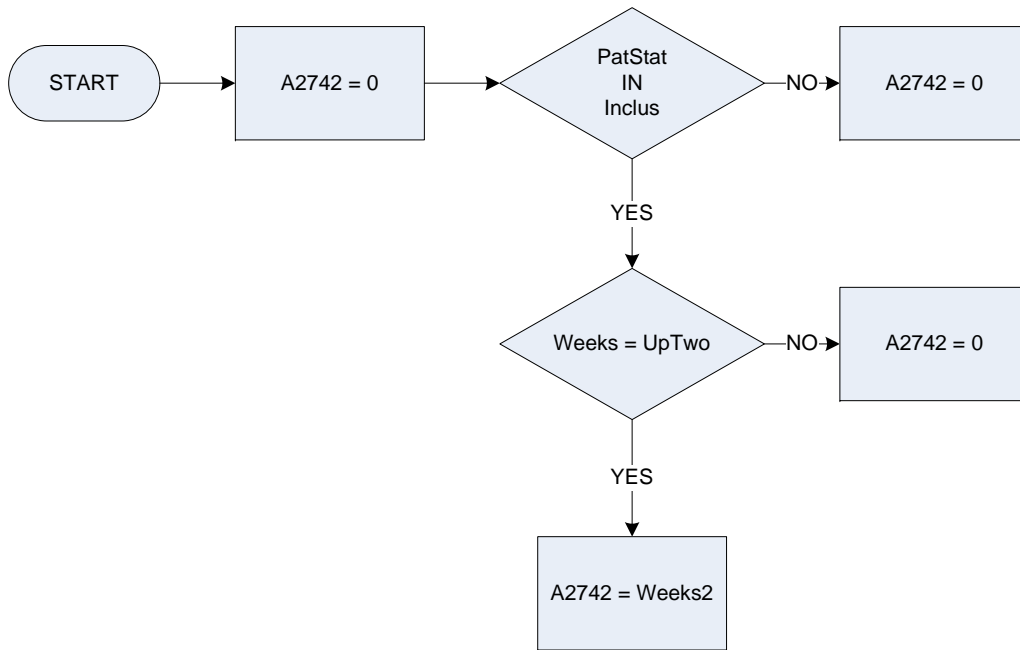 START
A2742 = 0
PatStat
IN
Inclus
NO
A2742 = 0
YES
Weeks = UpTwo
NO
A2742 = 0
YES
A2742 = Weeks2